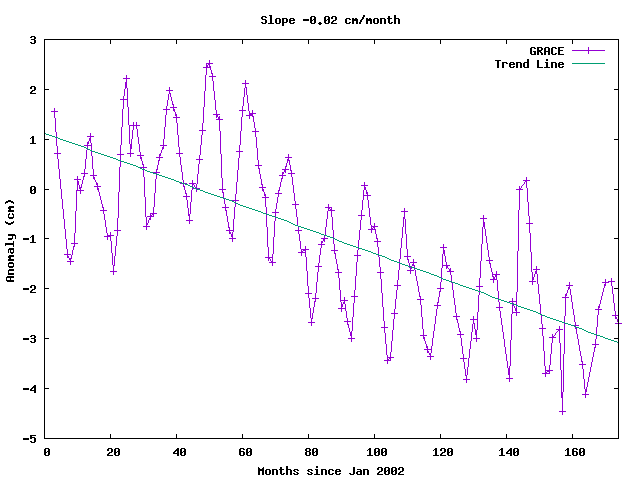 Slope -0.02 cm/month
GRACE
Trend Line
3
2
1
0
-1
-2
-3
-4
-5
Anomaly (cm)
0 20 40 60 80 100 120 140 160
Months since Jan 2002